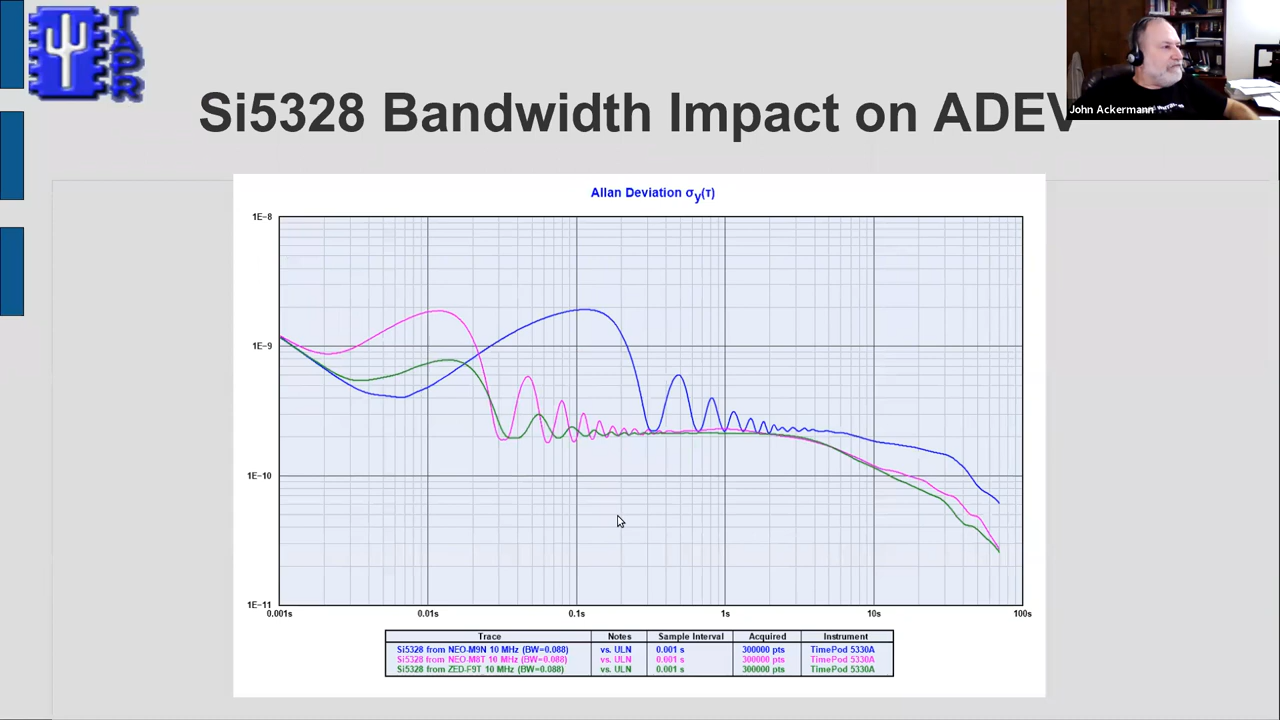 TAPR
John Ackermann
Si5328 Bandwidth Impact on ADEV
Allan Deviation σy(τ)
1E-8
1E-9
1E-10
1E-11
0.001s 0.01s 0.1s 1s 10s 100s
Trace Notes Sample Interval Acquired Instrument
Si5328 from NEO-M9N 10 MHz (BW=0.088) vs. ULN 0.001 s 300000 pts TimePod 5330A
Si5328 from NEO-M8T 10 MHz (BW=0.088) vs. ULN 0.001 s 300000 pts TimePod 5330A
Si5328 from ZED-F9T 10 MHz (BW=0.088) vs. ULN 0.001 s 300000 pts TimePod 5330A